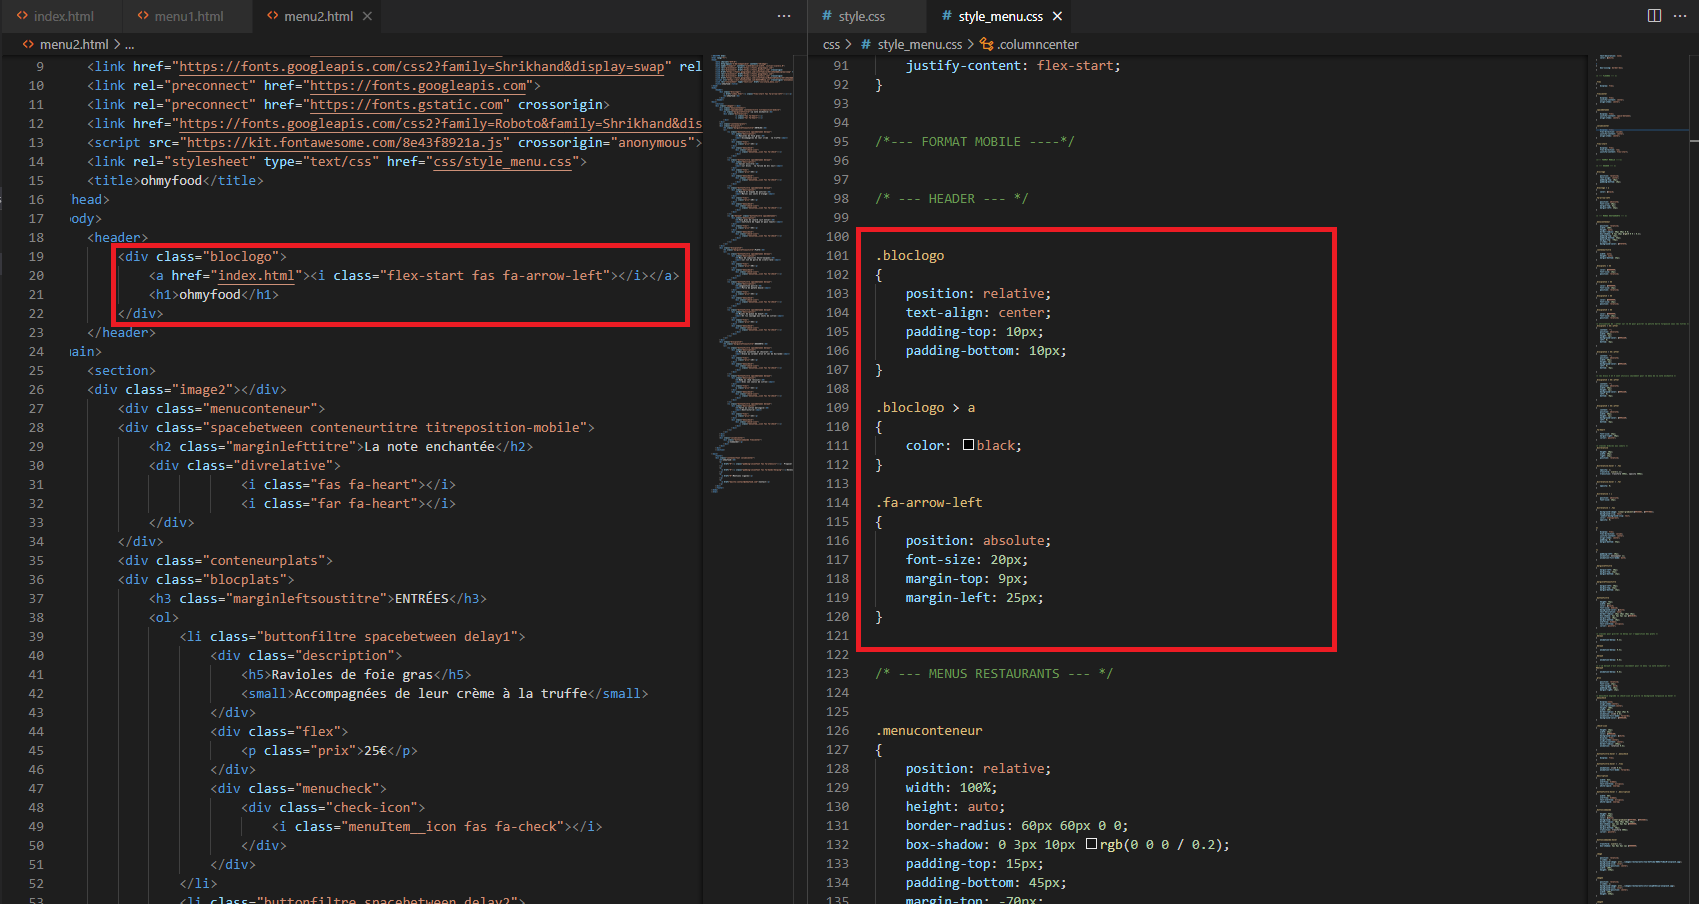 index.html
menu1.html
menu2.html
menu2.html > ...
9 <link href="https://fonts.googleapis.com/css2?family=Shrikhand&display=swap" rel
10 <link rel="preconnect" href="https://fonts.googleapis.com">
11 <link rel="preconnect" href="https://fonts.gstatic.com" crossorigin>
12 <link href="https://fonts.googleapis.com/css2?family=Roboto&family=Shrikhand&dis
13 <script src="https://kit.fontawesome.com/8e43f8921a.js" crossorigin="anonymous">
14 <link rel="stylesheet" type="text/css" href="css/style_menu.css">
15 <title>ohmyfood</title>
16 head>
17 ody>
18 <header>
19 <div class="bloclogo">
20 <a href="index.html"><i class="flex-start fas fa-arrow-left"></i></a>
21 <h1>ohmyfood</h1>
22 </div>
23 </header>
24 ain>
25 <section>
26 <div class="image2"></div>
27 <div class="menuconteneur">
28 <div class="spacebetween conteneurtitre titreposition-mobile">
29 <h2 class="marginlefttitre">La note enchantée</h2>
30 <div class="divrelative">
31 <i class="fas fa-heart"></i>
32 <i class="far fa-heart"></i>
33 </div>
34 </div>
35 <div class="conteneurplats">
36 <div class="blocplats">
37 <h3 class="marginleftsoustitre">ENTRÉES</h3>
38 <ol>
39 <li class="buttonfiltre spacebetween delay1">
40 <div class="description">
41 <h5>Ravioles de foie gras</h5>
42 <small>Accompagnées de leur crème à la truffe</small>
43 </div>
44 <div class="flex">
45 <p class="prix">25€</p>
46 </div>
47 <div class="menucheck">
48 <div class="check-icon">
49 <i class="menuItem__icon fas fa-check"></i>
50 </div>
51 </div>
52 </li>
53 <li class="buttonfiltre spacebetween delay2">
style.css
style_menu.css
css > style_menu.css > .columncenter
91 justify-content: flex-start;
92 }
93
94
95 /*--- FORMAT MOBILE ----*/
96
97
98 /* --- HEADER --- */
99
100
101 .bloclogo
102 {
103 position: relative;
104 text-align: center;
105 padding-top: 10px;
106 padding-bottom: 10px;
107 }
108
109 .bloclogo > a
110 {
111 color: black;
112 }
113
114 .fa-arrow-left
115 {
116 position: absolute;
117 font-size: 20px;
118 margin-top: 9px;
119 margin-left: 25px;
120 }
121
122
123 /* --- MENUS RESTAURANTS --- */
124
125
126 .menuconteneur
127 {
128 position: relative;
129 width: 100%;
130 height: auto;
131 border-radius: 60px 60px 0 0;
132 box-shadow: 0 3px 10px rgb(0 0 0 / 0.2);
133 padding-top: 15px;
134 padding-bottom: 45px;
135 margin-top: -70px;